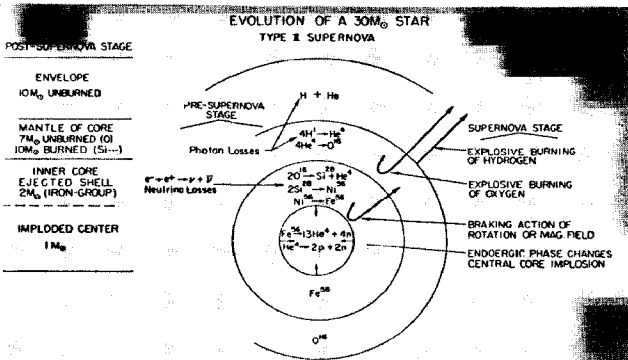 EVOLUTION OF A 30M☉ STAR
TYPE II SUPERNOVA
POST-SUPERNOVA STAGE
ENVELOPE
10M☉ UNBURNED
MANTLE OF CORE
7M☉ UNBURNED (O)
10M☉ BURNED (Si---)
INNER CORE
EJECTED SHELL
2M☉ (IRON-GROUP)
IMPLODED CENTER
1M☉
PRE-SUPERNOVA
STAGE
Photon Losses
e⁻ + e⁺ → ν + ν̄
Neutrino Losses
H + He
4H¹ → He⁴
4He⁴ → O¹⁶
2O¹⁶ → Si²⁸ + He⁴
2Si²⁸ → Ni⁵⁶
Ni⁵⁶ → Fe⁵⁶
Fe⁵⁶ → 13He⁴ + 4n
He⁴ → 2p + 2n
Fe⁵⁶
O¹⁶
SUPERNOVA STAGE
EXPLOSIVE BURNING
OF HYDROGEN
EXPLOSIVE BURNING
OF OXYGEN
BRAKING ACTION OF
ROTATION OR MAG. FIELD
ENDOERGIC PHASE CHANGES
CENTRAL CORE IMPLOSION